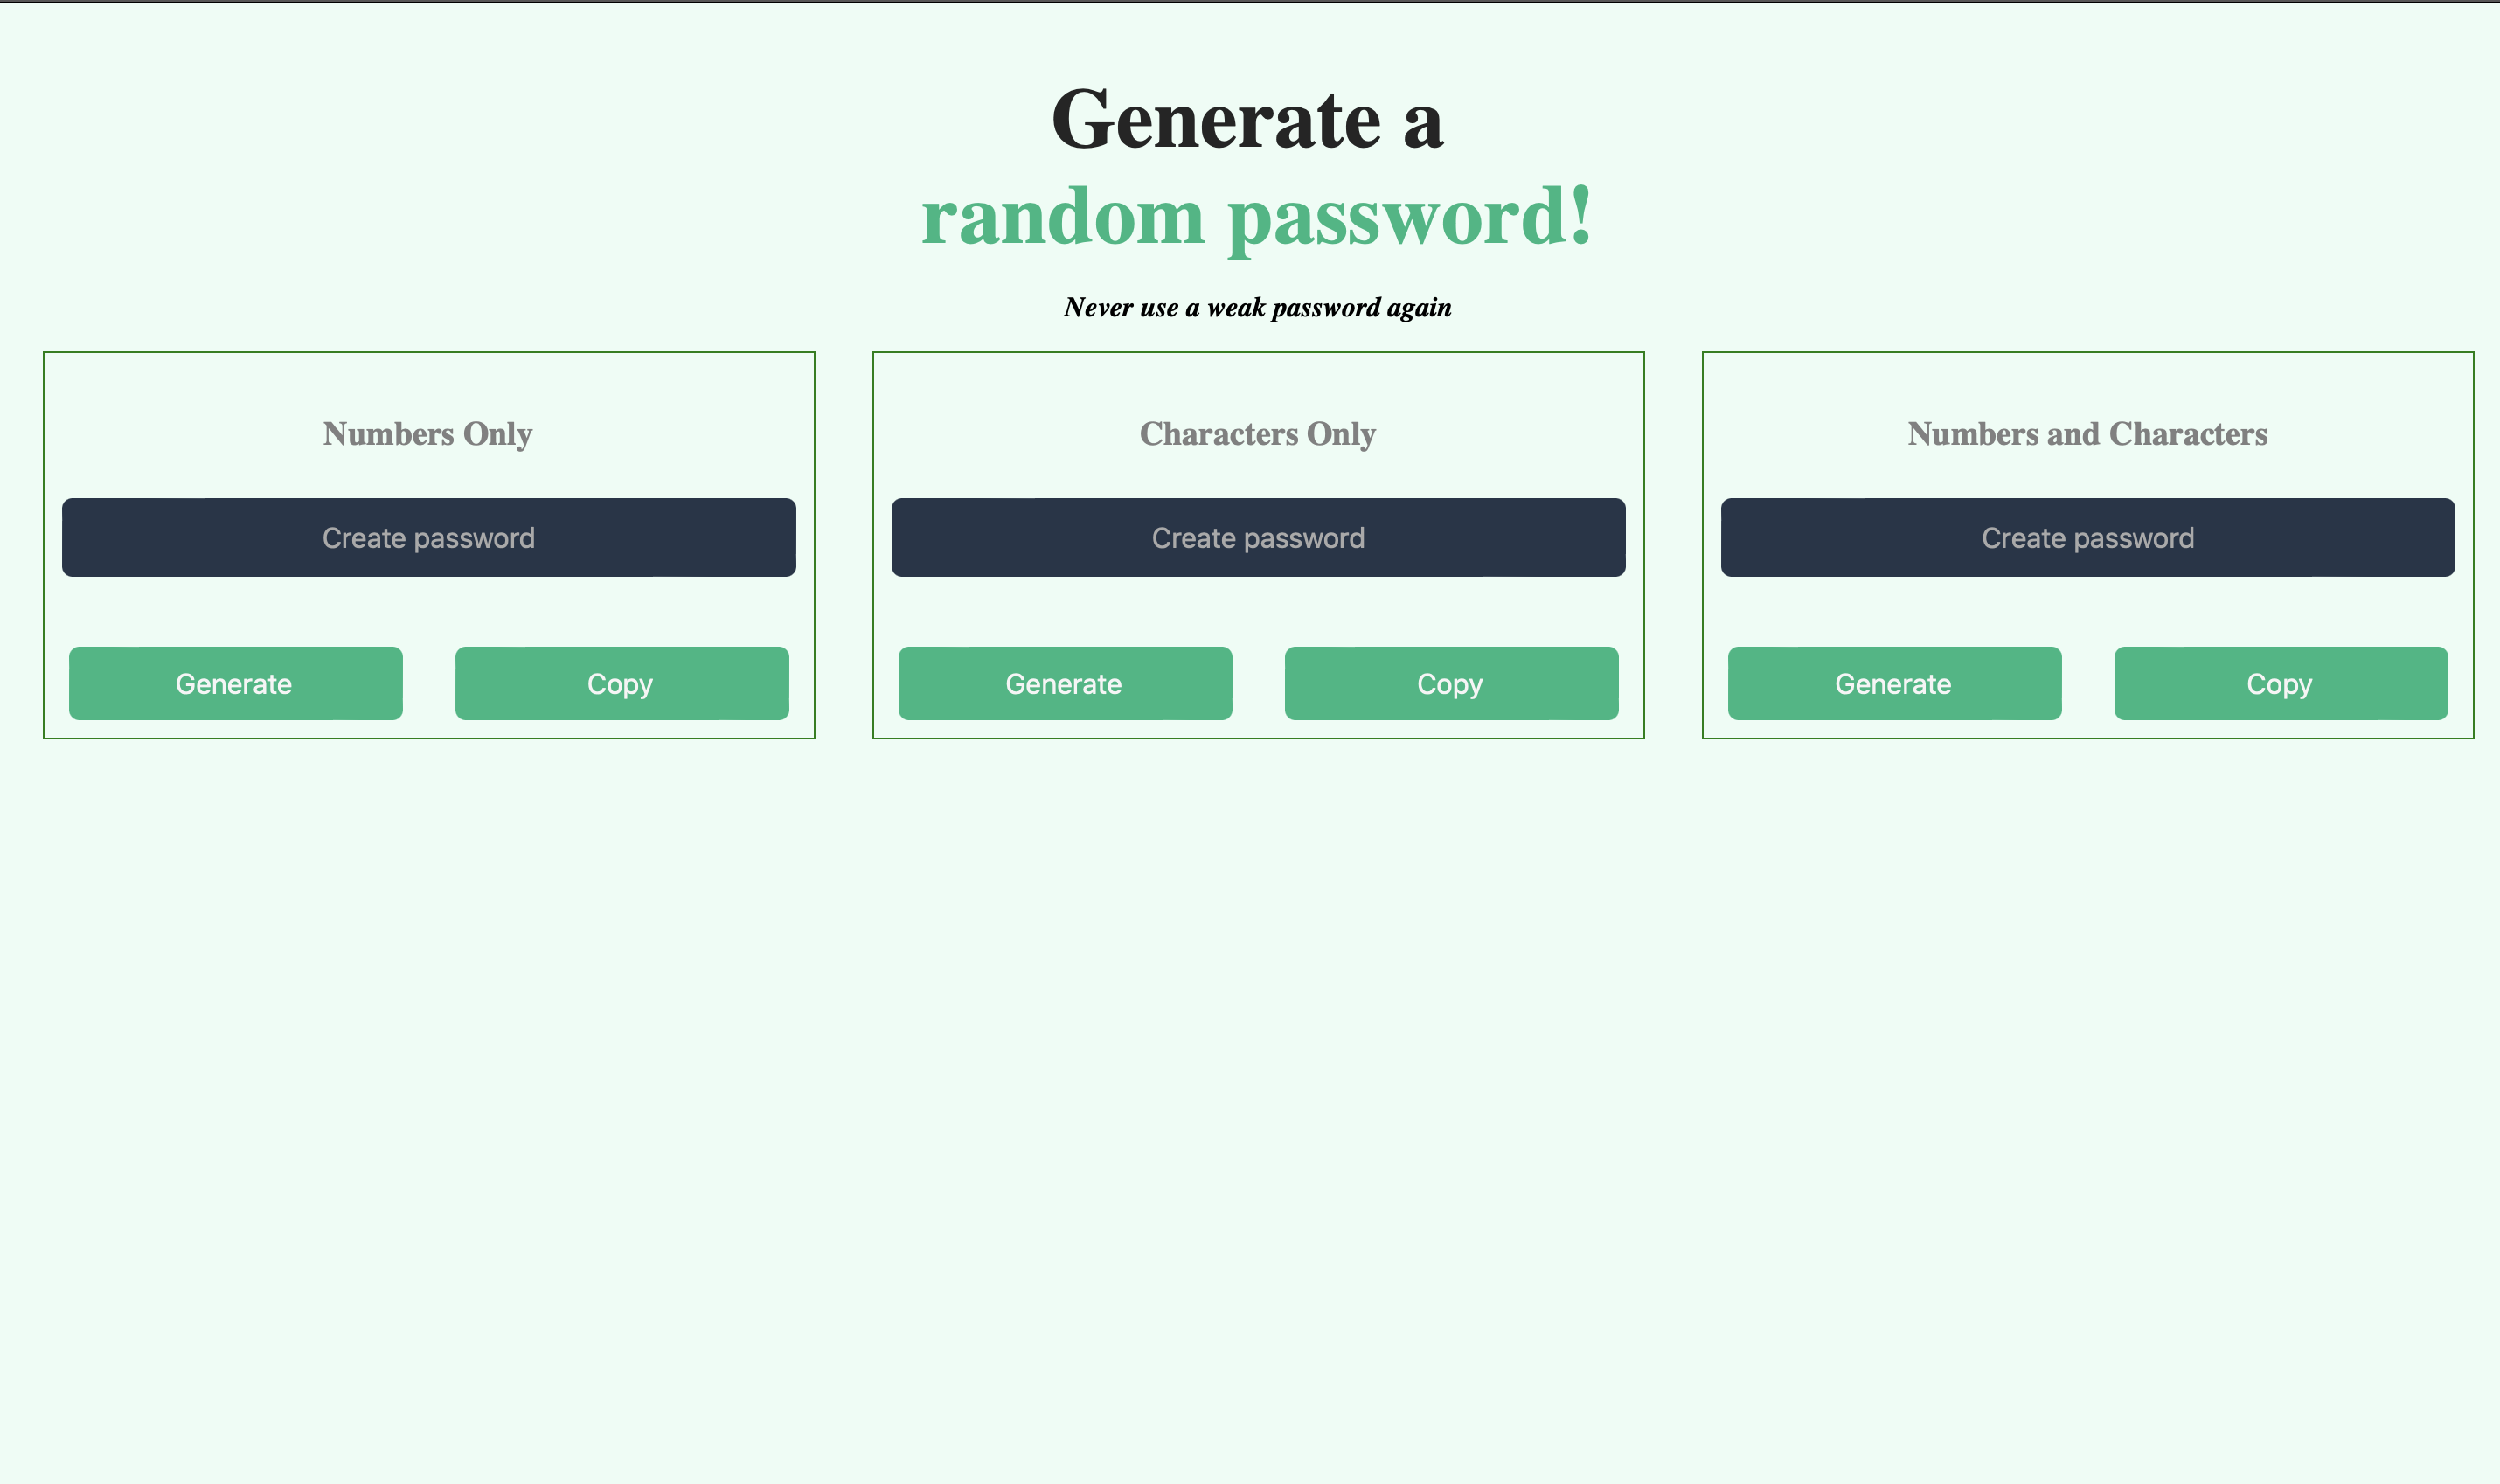 Generate a
random password!
Never use a weak password again
Numbers Only
Create password
Generate
Copy
Characters Only
Create password
Generate
Copy
Numbers and Characters
Create password
Generate
Copy